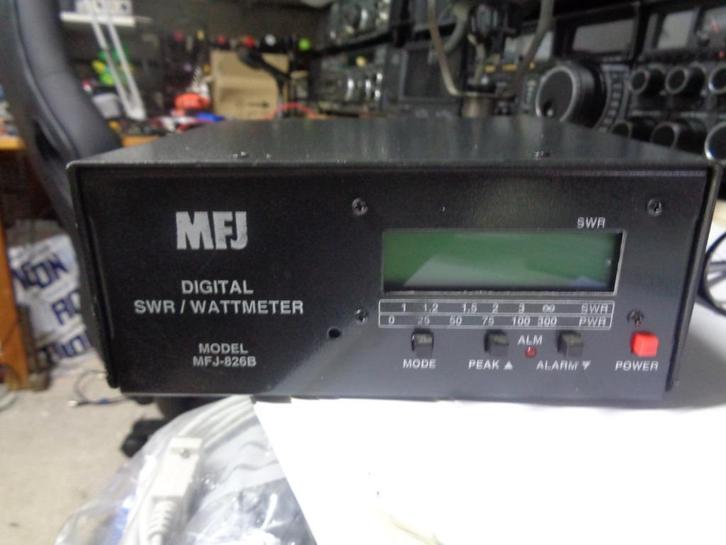 MFJ
DIGITAL
SWR / WATTMETER
MODEL
MFJ-826B
SWR
1 1.2 1.5 2 3 ∞ SWR
0 25 50 75 100 300 PWR
ALM
MODE PEAK ▲ ALARM ▼ POWER